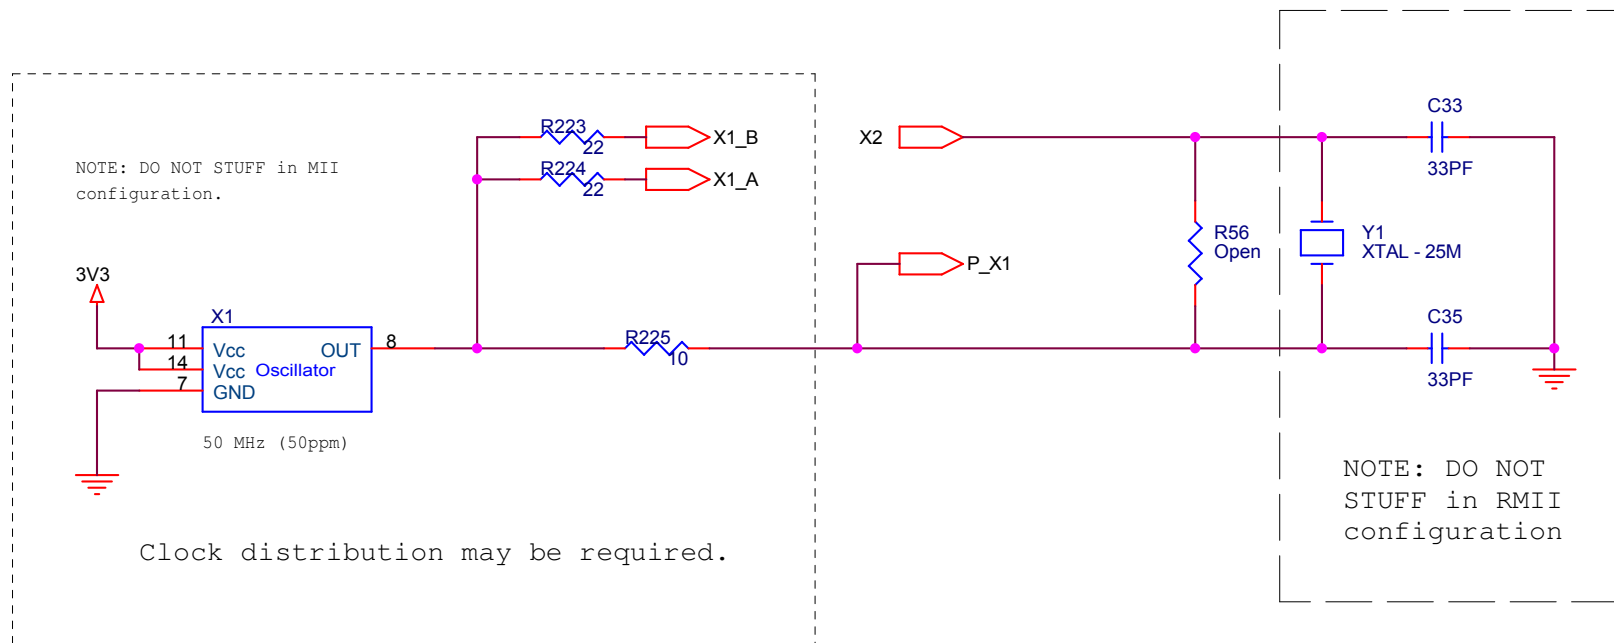 C33
33PF
R223
22
X1_B
X2
NOTE: DO NOT STUFF in MII
configuration.
R224
22
X1_A
R56
Open
Y1
XTAL - 25M
P_X1
3V3
X1
11
Vcc
OUT
8
14
Vcc
Oscillator
7
GND
R225
10
C35
33PF
50 MHz (50ppm)
NOTE: DO NOT
STUFF in RMII
configuration
Clock distribution may be required.